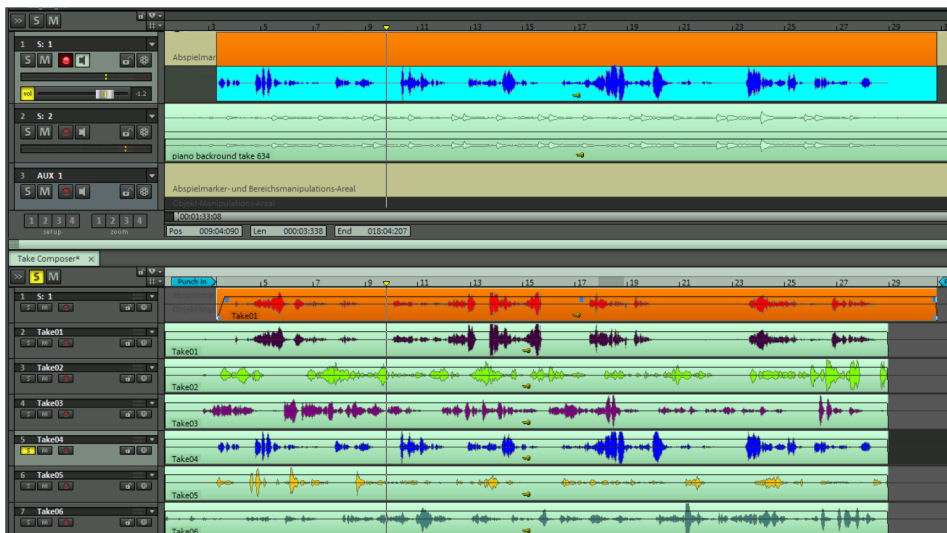 S M
3 5 7 9 11 13 15 17 19 21 23 25 27 29
1 S: 1
S M
vol -1.2
Abspielmar
2 S: 2
S M
piano backround take 634
3 AUX 1
S M
Abspielmarker- und Bereichsmanipulations-Areal
Objekt-Manipulations-Areal
1 2 3 4 1 2 3 4
setup zoom
00:01:33:08
Pos 009:04:090 Len 000:03:338 End 018:04:207
Take Composer* ×
S M
Punch In 5 7 9 11 13 15 17 19 21 23 25 27 29
1 S: 1
S M
Take01
2 Take01
S M
Take01
3 Take02
S M
Take02
4 Take03
S M
Take03
5 Take04
S M
Take04
6 Take05
S M
Take05
7 Take06
S M
Take06